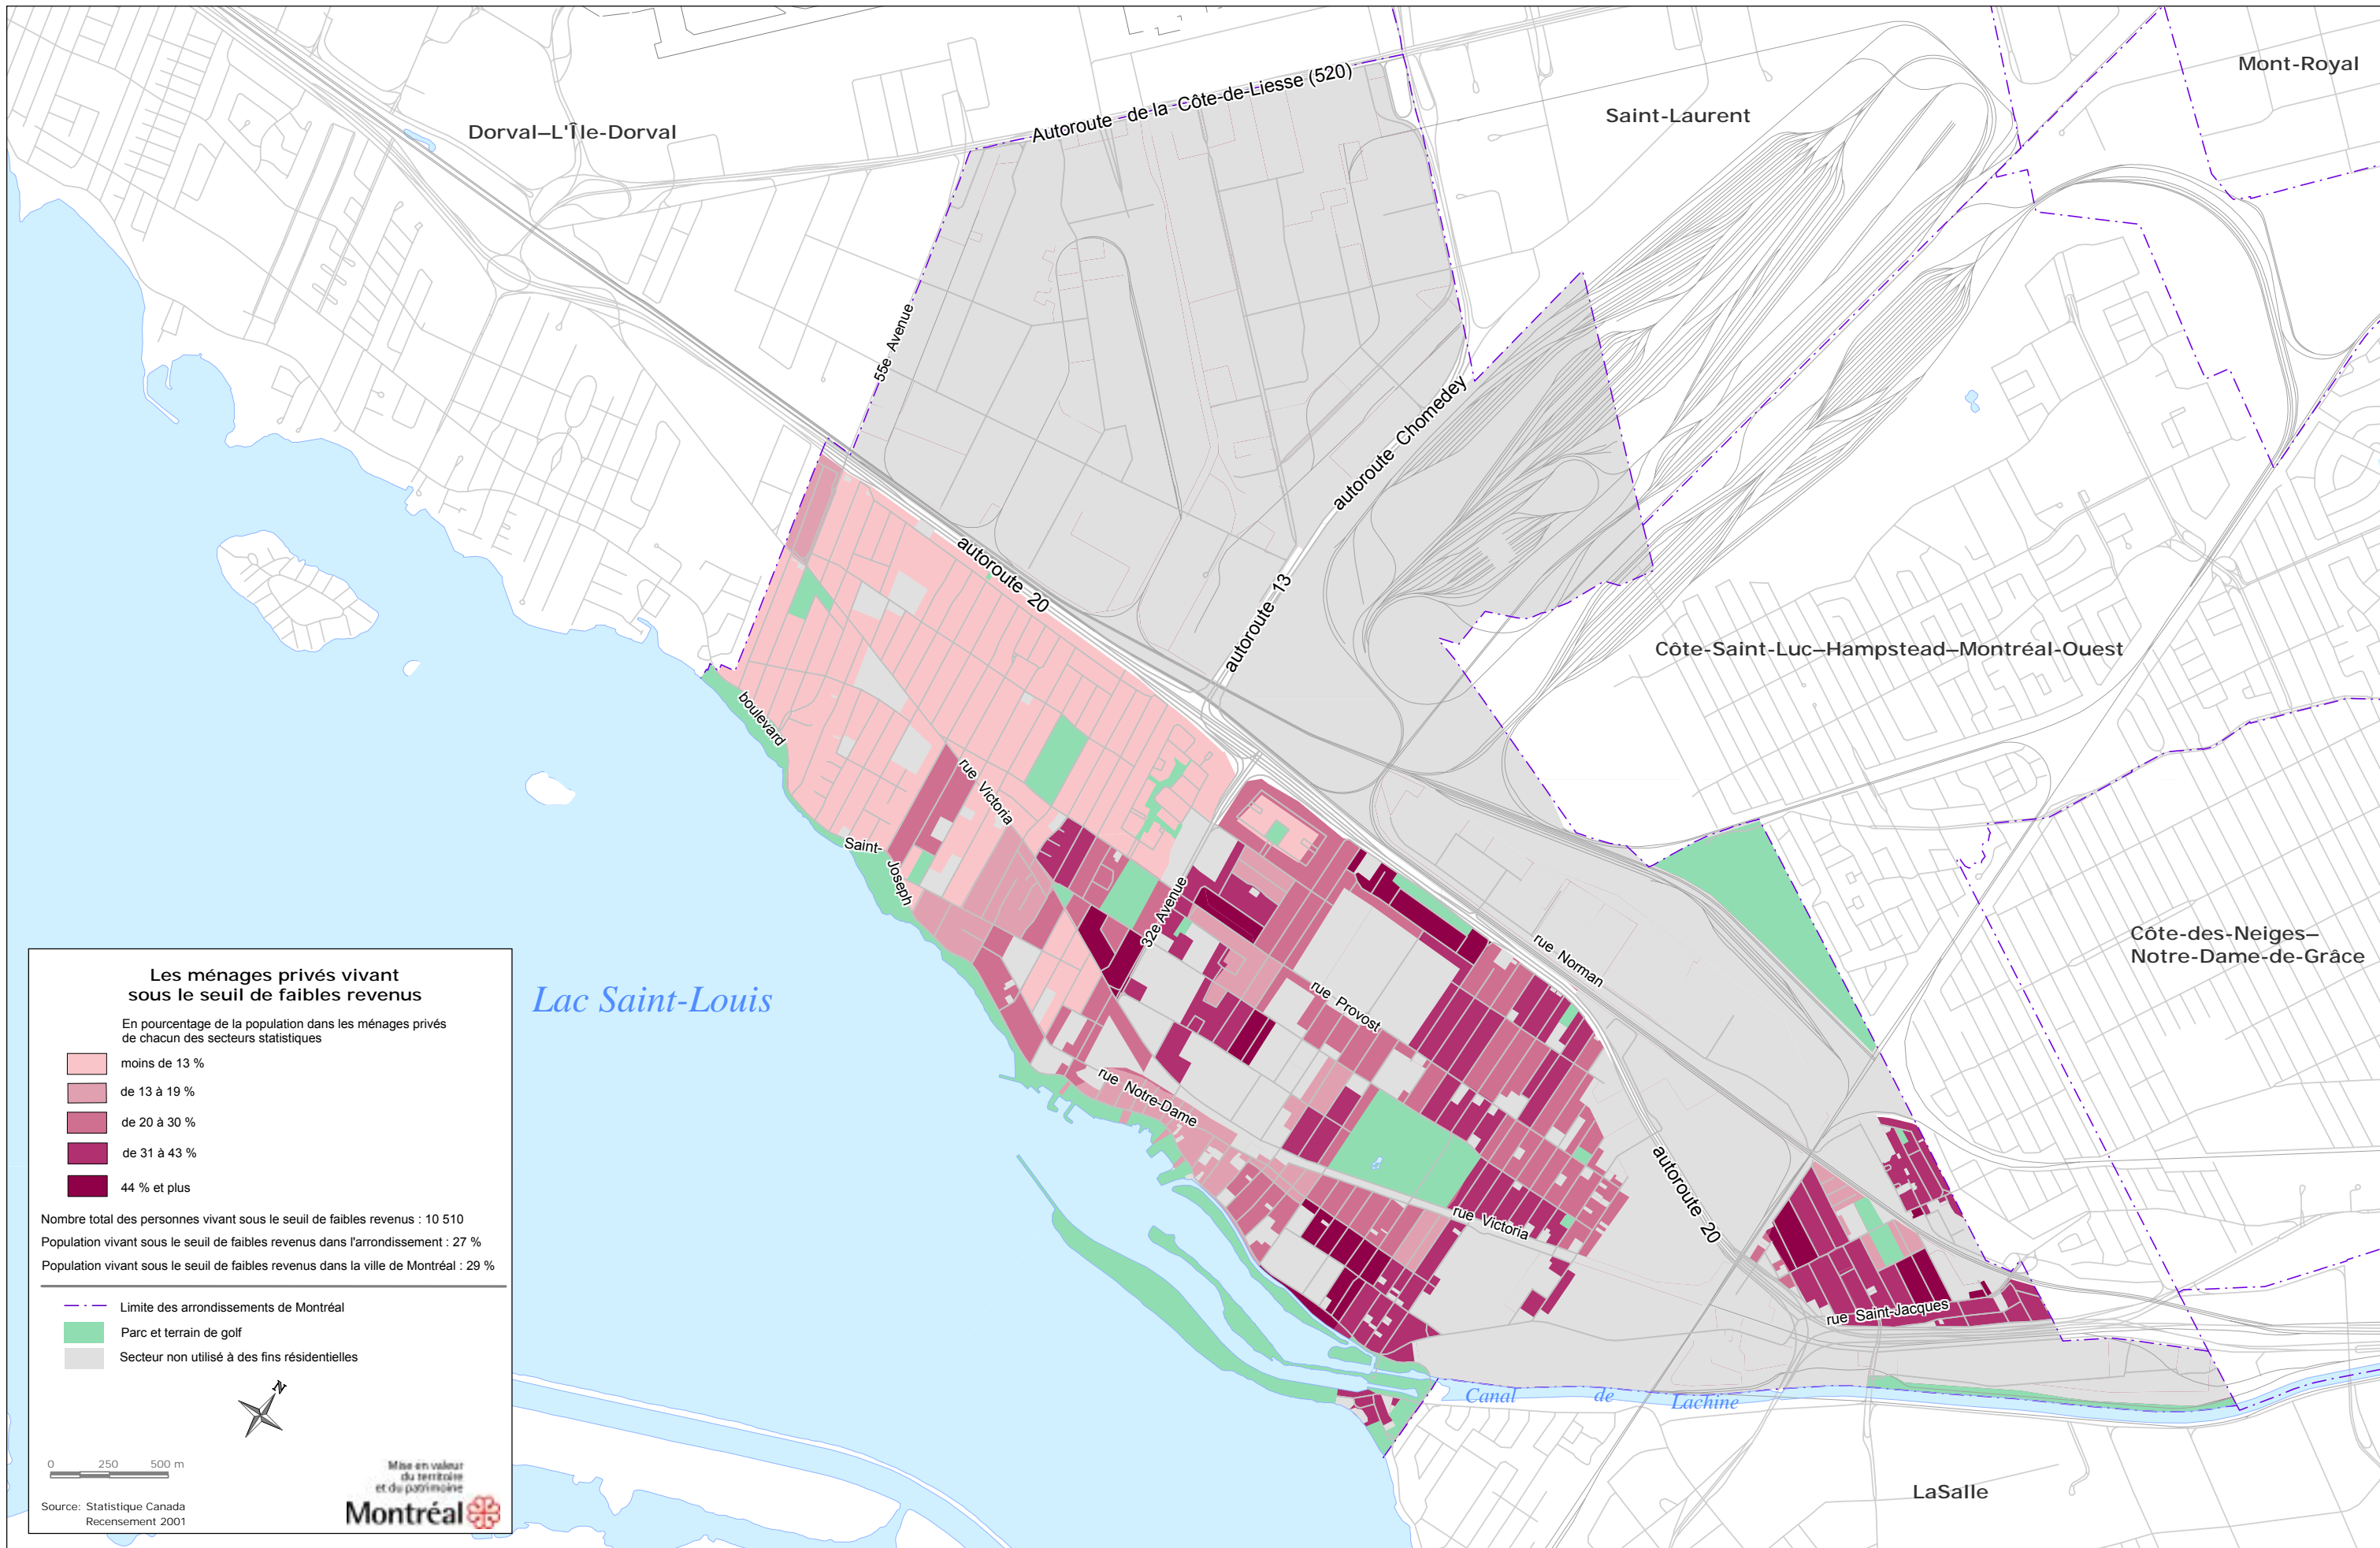 Mont-Royal
Autoroute de la Côte-de-Liesse (520)
Saint-Laurent
Dorval–L'Île-Dorval
55e Avenue
autoroute Chomedey
autoroute 20
autoroute 13
Côte-Saint-Luc–Hampstead–Montréal-Ouest
boulevard
Saint-
Joseph
rue Victoria
32e Avenue
rue Norman
Côte-des-Neiges–
Notre-Dame-de-Grâce
rue Provost
Lac Saint-Louis
rue Notre-Dame
autoroute 20
rue Victoria
rue Saint-Jacques
Canal de Lachine
LaSalle
Les ménages privés vivant
sous le seuil de faibles revenus
En pourcentage de la population dans les ménages privés
de chacun des secteurs statistiques
moins de 13 %
de 13 à 19 %
de 20 à 30 %
de 31 à 43 %
44 % et plus
Nombre total des personnes vivant sous le seuil de faibles revenus : 10 510
Population vivant sous le seuil de faibles revenus dans l'arrondissement : 27 %
Population vivant sous le seuil de faibles revenus dans la ville de Montréal : 29 %
Limite des arrondissements de Montréal
Parc et terrain de golf
Secteur non utilisé à des fins résidentielles
N
0 250 500 m
Mise en valeur
du territoire
et du patrimoine
Montréal
Source: Statistique Canada
Recensement 2001